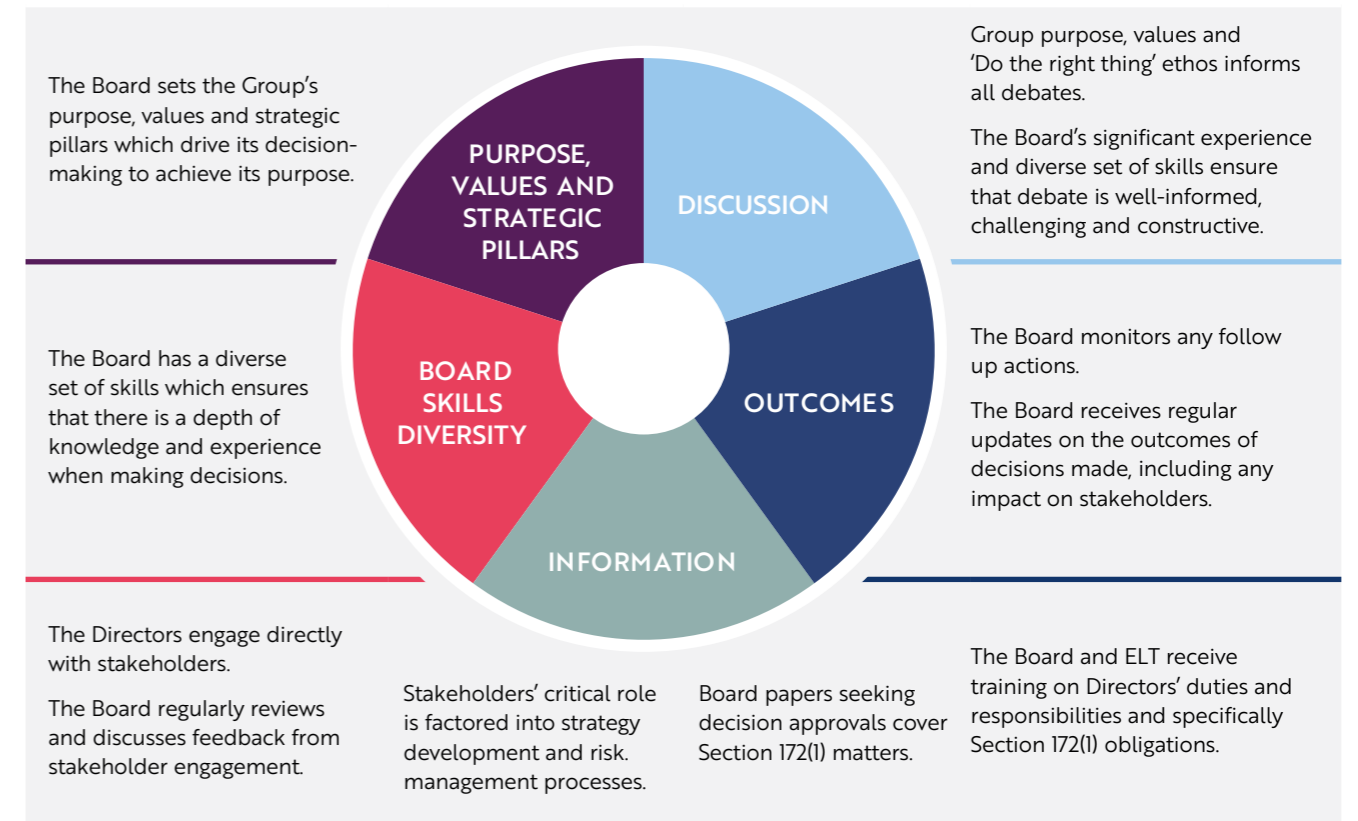 The Board sets the Group's
purpose, values and strategic
pillars which drive its decision-
making to achieve its purpose.
The Board has a diverse
set of skills which ensures
that there is a depth of
knowledge and experience
when making decisions.
The Directors engage directly
with stakeholders.
The Board regularly reviews
and discusses feedback from
stakeholder engagement.
PURPOSE,
VALUES AND
STRATEGIC
PILLARS
DISCUSSION
BOARD
SKILLS
DIVERSITY
OUTCOMES
INFORMATION
Stakeholders' critical role
is factored into strategy
development and risk.
management processes.
Board papers seeking
decision approvals cover
Section 172(1) matters.
Group purpose, values and
'Do the right thing' ethos informs
all debates.
The Board's significant experience
and diverse set of skills ensure
that debate is well-informed,
challenging and constructive.
The Board monitors any follow
up actions.
The Board receives regular
updates on the outcomes of
decisions made, including any
impact on stakeholders.
The Board and ELT receive
training on Directors' duties and
responsibilities and specifically
Section 172(1) obligations.